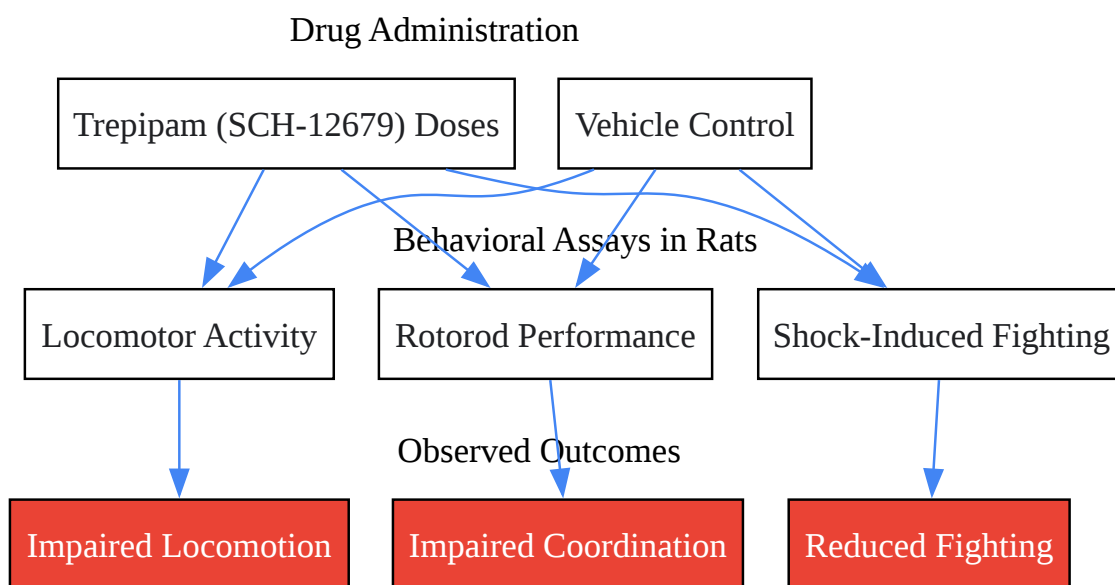 Drug Administration
Trepipam (SCH-12679) Doses
Vehicle Control
Behavioral Assays in Rats
Locomotor Activity
Rotorod Performance
Shock-Induced Fighting
Observed Outcomes
Impaired Locomotion
Impaired Coordination
Reduced Fighting